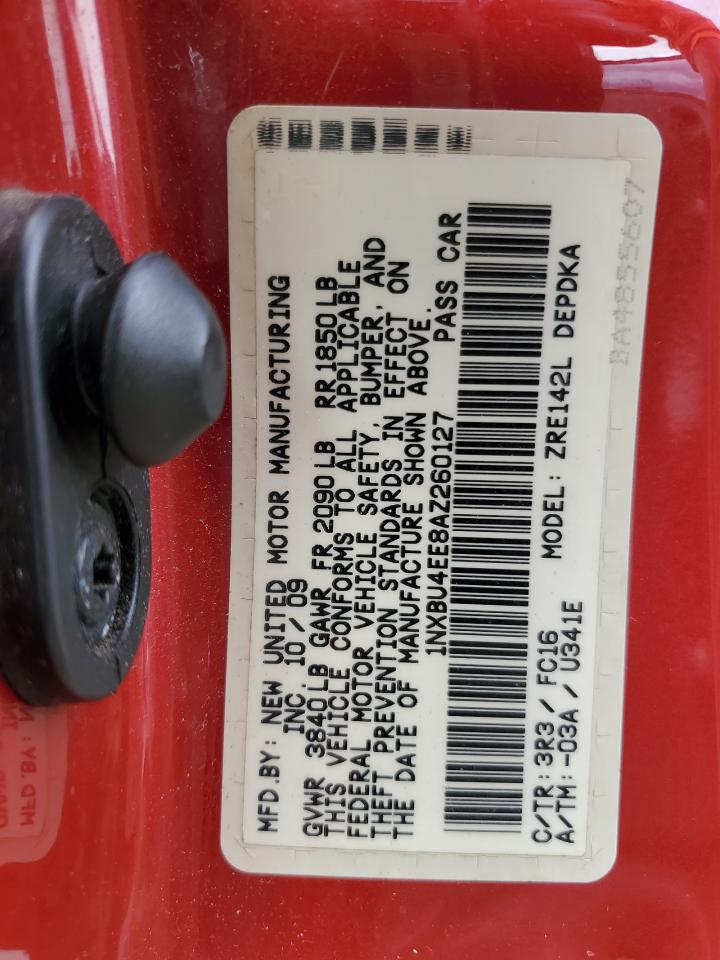 MFD.BY: NEW UNITED MOTOR MANUFACTURING
INC. 10/09
GVWR 3840LB GAWR FR 2090LB RR1850LB
THIS VEHICLE CONFORMS TO ALL APPLICABLE
FEDERAL MOTOR VEHICLE SAFETY, BUMPER, AND
THEFT PREVENTION STANDARDS IN EFFECT ON
THE DATE OF MANUFACTURE SHOWN ABOVE.
1NXBU4EE8AZ260127 PASS CAR
C/TR:3R3/FC16 MODEL:ZRE142L DEPDKA
A/TM:-03A/U341E
BA4855607
MFD.BY: